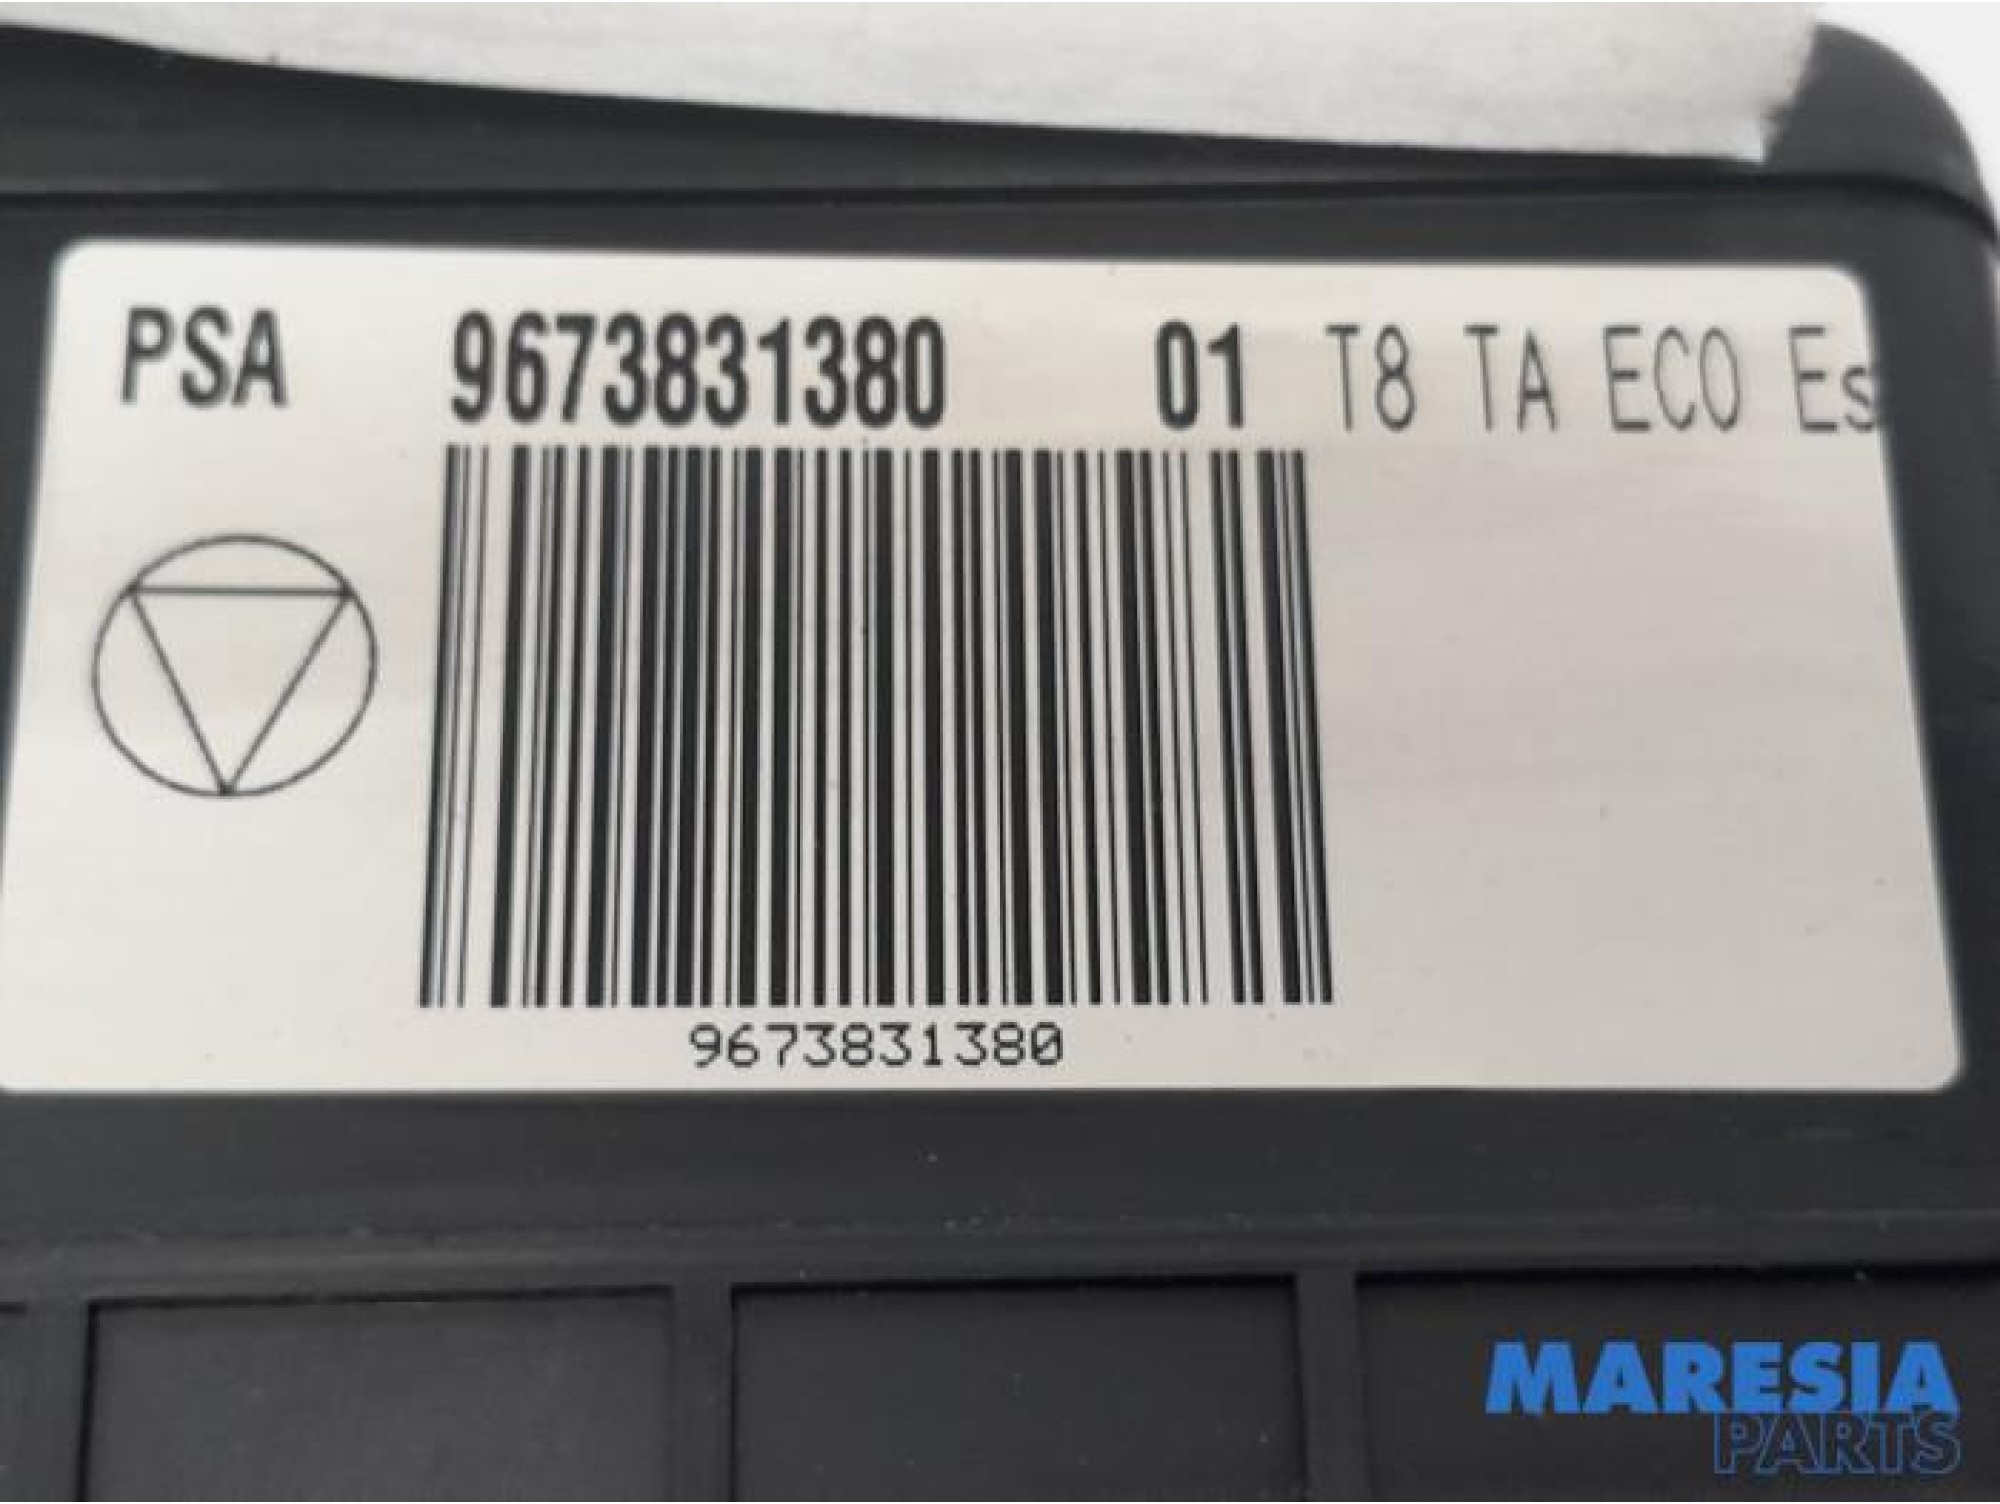 PSA 9673831380 01 T8 TA ECO Es
9673831380
MARESIA
PARTS